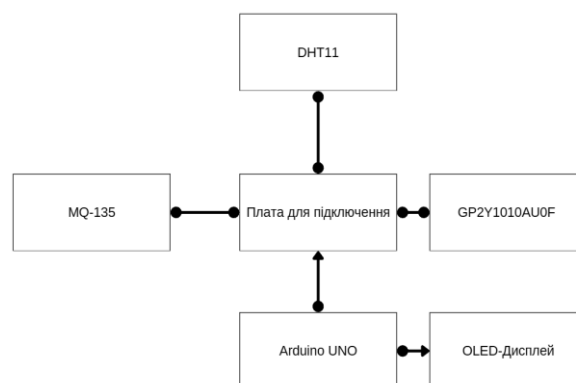 DHT11
MQ-135
Плата для підключення
GP2Y1010AU0F
Arduino UNO
OLED-Дисплей